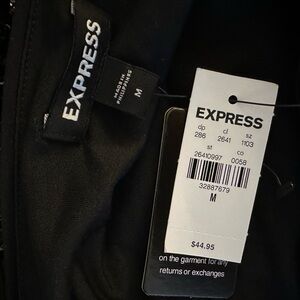 EXPRESS
MADE IN
PHILIPPINES
M
EXPRESS
dp cl sz
286 2641 1103
st co
26410997 0058
32887879
M
$44.95
on the garment for any
returns or exchanges